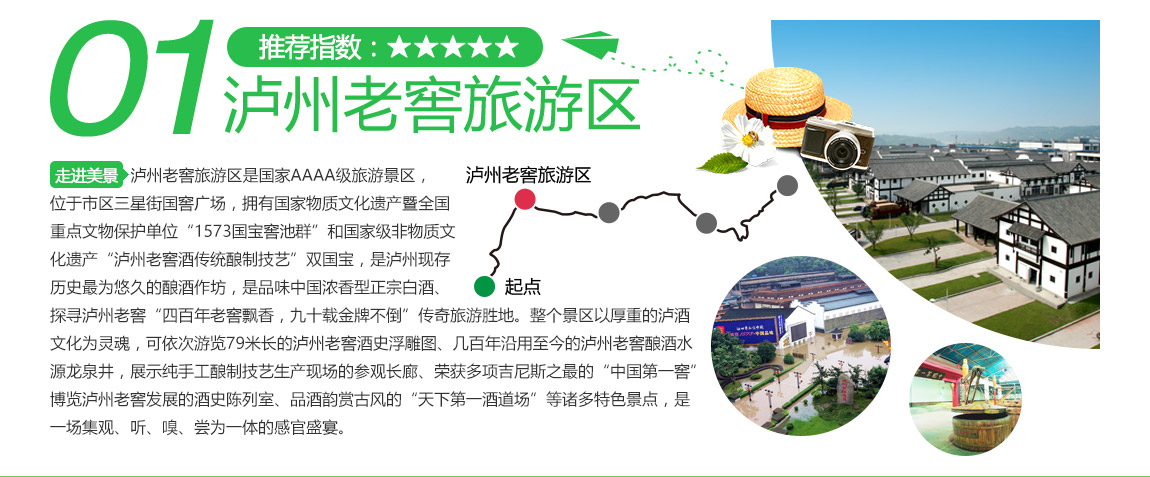 01
推荐指数：★★★★★
泸州老窖旅游区
走进美景 泸州老窖旅游区是国家AAAA级旅游景区，
位于市区三星街国窖广场，拥有国家物质文化遗产暨全国
重点文物保护单位“1573国宝窖池群”和国家级非物质文
化遗产“泸州老窖酒传统酿制技艺”双国宝，是泸州现存
历史最为悠久的酿酒作坊，是品味中国浓香型正宗白酒、
探寻泸州老窖“四百年老窖飘香，九十载金牌不倒”传奇旅游胜地。整个景区以厚重的泸酒
文化为灵魂，可依次游览79米长的泸州老窖酒史浮雕图、几百年沿用至今的泸州老窖酿酒水
源龙泉井，展示纯手工酿制技艺生产现场的参观长廊、荣获多项吉尼斯之最的“中国第一窖”
博览泸州老窖发展的酒史陈列室、品酒韵赏古风的“天下第一酒道场”等诸多特色景点，是
一场集观、听、嗅、尝为一体的感官盛宴。
泸州老窖旅游区
起点